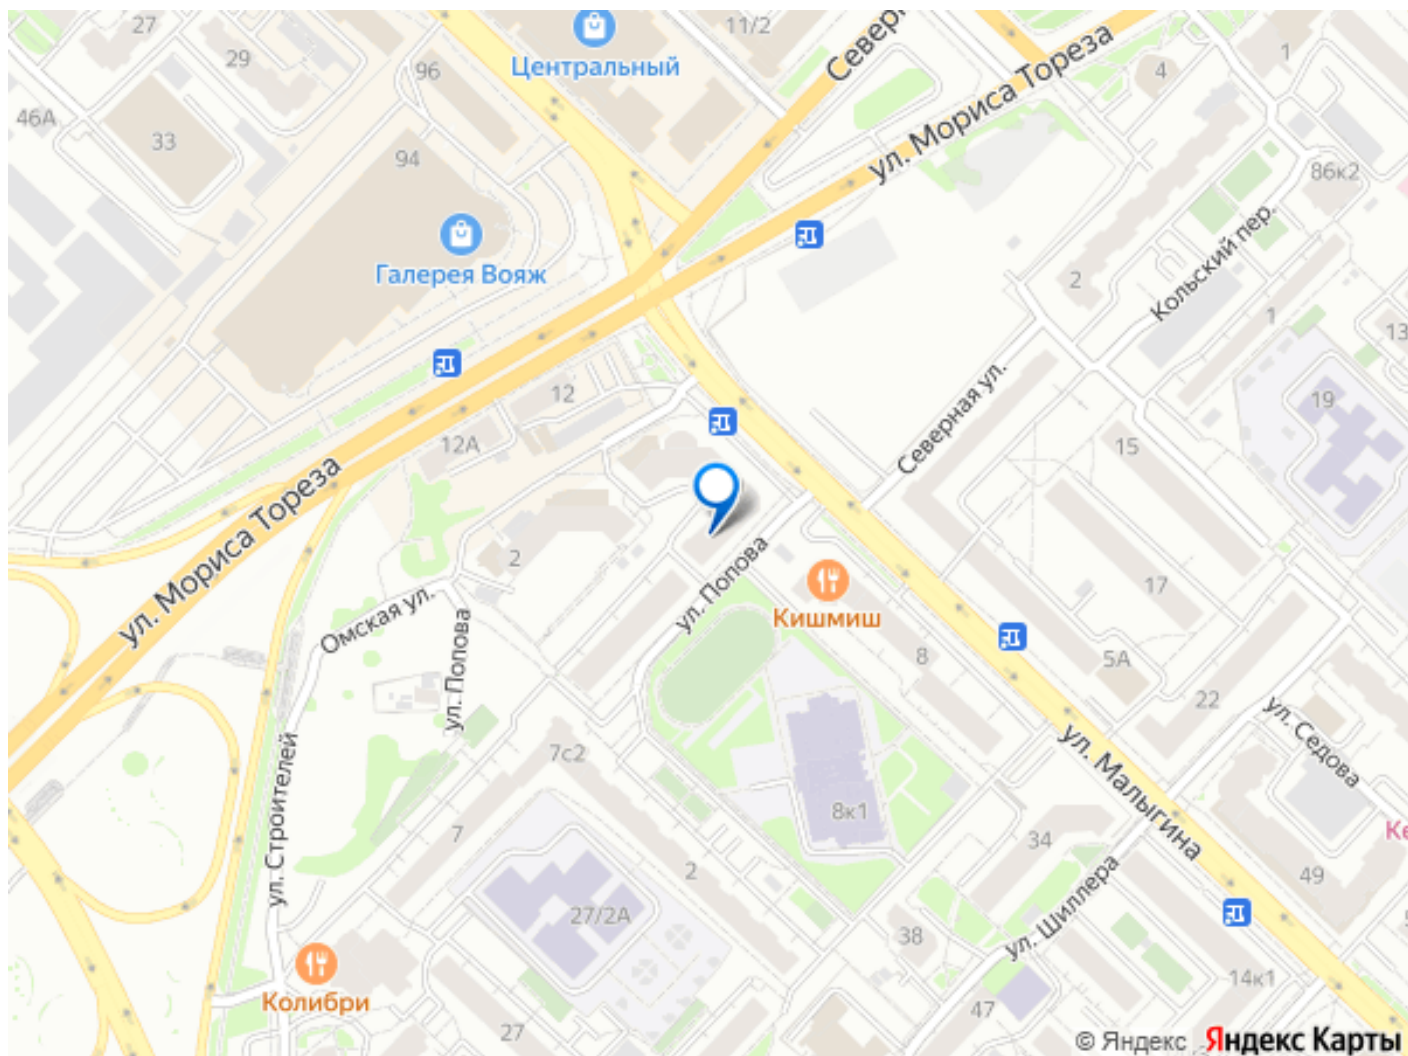 27
11/2
Северн
29
96
Центральный
1
4
ул. Мориса Тореза
46А
33
94
86к2
Галерея Вояж
Кольский пер.
2
1
13
12
Северная ул.
19
12А
15
ул. Мориса Тореза
2
ул. Попова
Кишмиш
17
Омская ул.
ул. Попова
8
5А
22
ул. Седова
7с2
ул. Строителей
ул. Малыгина
8к1
7
34
Ке
2
49
27/2А
ул. Шиллера
38
5
Колибри
14к1
47
27
© Яндекс Яндекс Карты